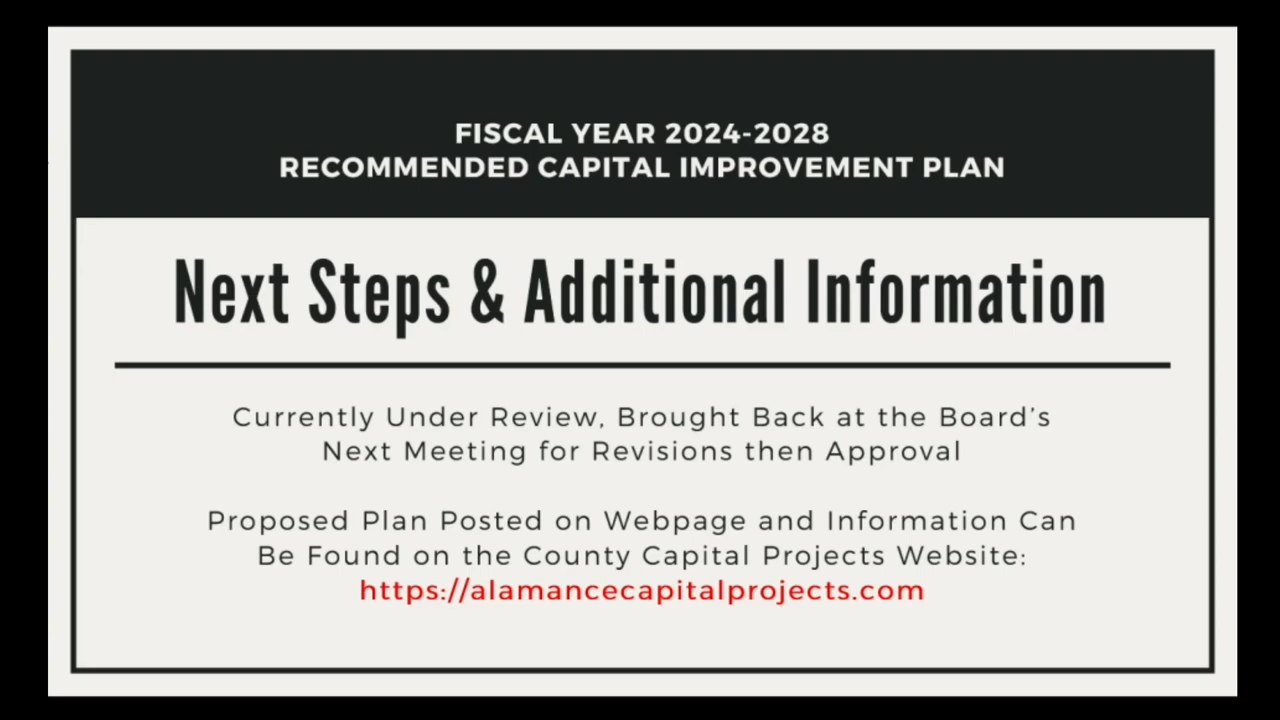 FISCAL YEAR 2024-2028
RECOMMENDED CAPITAL IMPROVEMENT PLAN
Next Steps & Additional Information
Currently Under Review, Brought Back at the Board's
Next Meeting for Revisions then Approval
Proposed Plan Posted on Webpage and Information Can
Be Found on the County Capital Projects Website:
https://alamancecapitalprojects.com